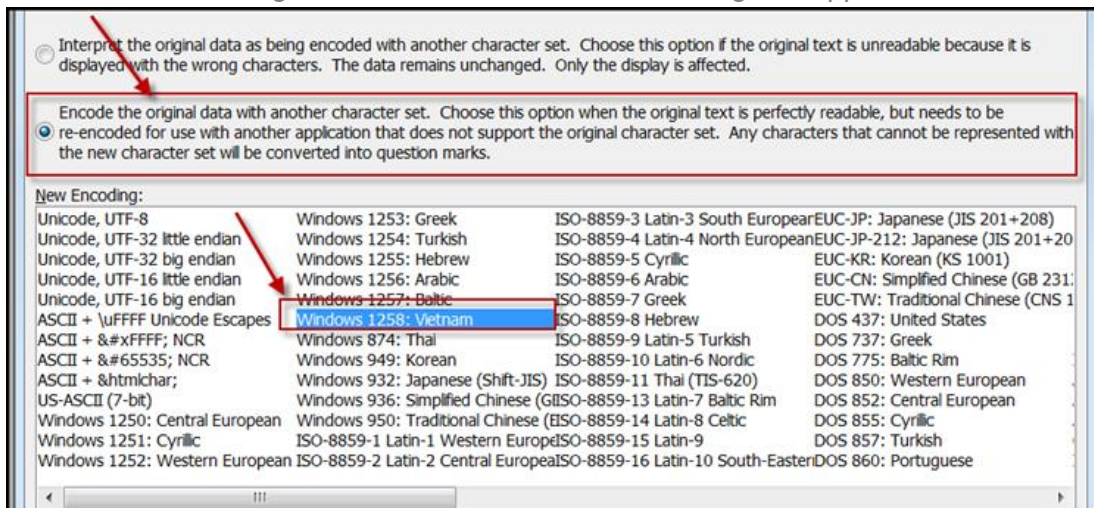 Interpret the original data as being encoded with another character set. Choose this option if the original text is unreadable because it is
displayed with the wrong characters. The data remains unchanged. Only the display is affected.
Encode the original data with another character set. Choose this option when the original text is perfectly readable, but needs to be
re-encoded for use with another application that does not support the original character set. Any characters that cannot be represented with
the new character set will be converted into question marks.
New Encoding:
Unicode, UTF-8 Windows 1253: Greek ISO-8859-3 Latin-3 South Europear EUC-JP: Japanese (JIS 201+208)
Unicode, UTF-32 little endian Windows 1254: Turkish ISO-8859-4 Latin-4 North European EUC-JP-212: Japanese (JIS 201+20
Unicode, UTF-32 big endian Windows 1255: Hebrew ISO-8859-5 Cyrillic EUC-KR: Korean (KS 1001)
Unicode, UTF-16 little endian Windows 1256: Arabic ISO-8859-6 Arabic EUC-CN: Simplified Chinese (GB 231
Unicode, UTF-16 big endian Windows 1257: Baltic ISO-8859-7 Greek EUC-TW: Traditional Chinese (CNS 1
ASCII + \uFFFF Unicode Escapes Windows 1258: Vietnam ISO-8859-8 Hebrew DOS 437: United States
ASCII + &#xFFFF; NCR Windows 874: Thai ISO-8859-9 Latin-5 Turkish DOS 737: Greek
ASCII + &#65535; NCR Windows 949: Korean ISO-8859-10 Latin-6 Nordic DOS 775: Baltic Rim
ASCII + &htmlchar; Windows 932: Japanese (Shift-JIS) ISO-8859-11 Thai (TIS-620) DOS 850: Western European
US-ASCII (7-bit) Windows 936: Simplified Chinese (G ISO-8859-13 Latin-7 Baltic Rim DOS 852: Central European
Windows 1250: Central European Windows 950: Traditional Chinese ( ISO-8859-14 Latin-8 Celtic DOS 855: Cyrillic
Windows 1251: Cyrillic ISO-8859-1 Latin-1 Western Europe ISO-8859-15 Latin-9 DOS 857: Turkish
Windows 1252: Western European ISO-8859-2 Latin-2 Central Europea ISO-8859-16 Latin-10 South-Easter DOS 860: Portuguese